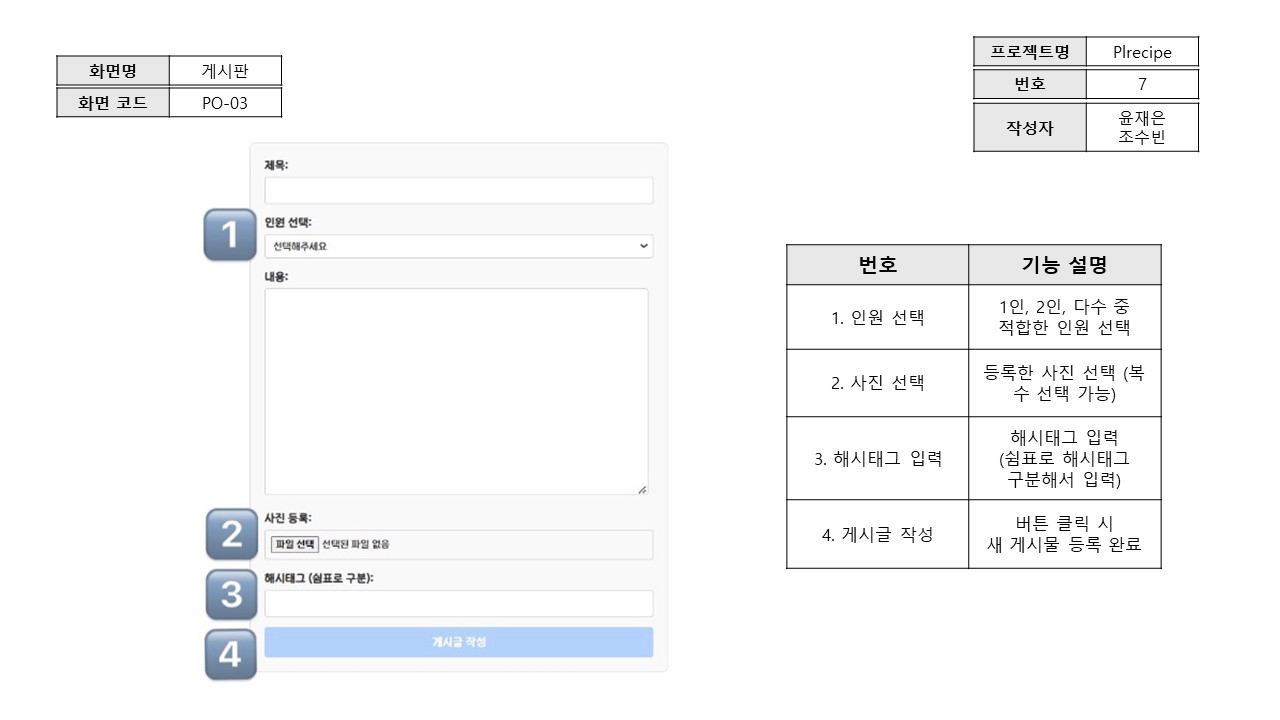 화면명 게시판
화면 코드 PO-03
프로젝트명 Plrecipe
번호 7
작성자 윤재은
조수빈
제목:
1
인원 선택:
선택해주세요
내용:
2
사진 등록:
파일 선택 선택된 파일 없음
3
해시태그 (쉼표로 구분):
4
게시글 작성
번호 기능 설명
1. 인원 선택 1인, 2인, 다수 중
적합한 인원 선택
2. 사진 선택 등록한 사진 선택 (복
수 선택 가능)
3. 해시태그 입력 해시태그 입력
(쉼표로 해시태그
구분해서 입력)
4. 게시글 작성 버튼 클릭 시
새 게시물 등록 완료